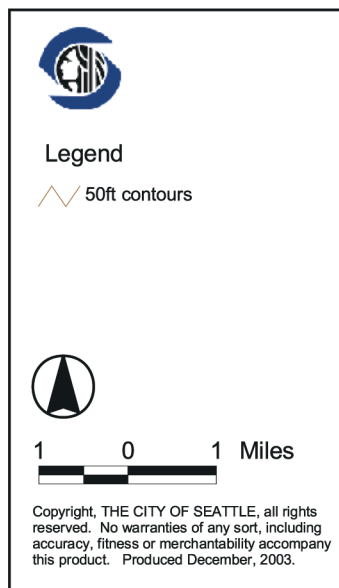 Legend
50ft contours
1 0 1 Miles
Copyright, THE CITY OF SEATTLE, all rights
reserved. No warranties of any sort, including
accuracy, fitness or merchantability accompany
this product. Produced December, 2003.